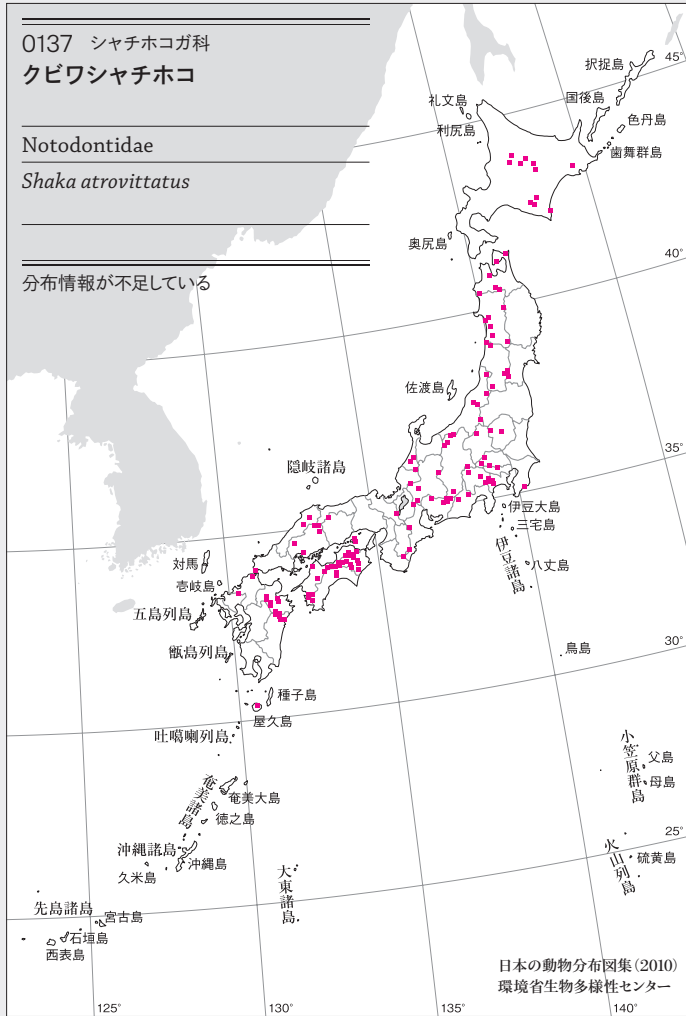 0137 シャチホコガ科
クビワシャチホコ
Notodontidae
Shaka atrovittatus
分布情報が不足している
択捉島
45°
国後島
礼文島
色丹島
利尻島
歯舞群島
奥尻島
40°
佐渡島
35°
隠岐諸島
伊豆大島
三宅島
伊豆諸島
八丈島
対馬
壱岐島
五島列島
甑島列島
鳥島
30°
種子島
屋久島
吐噶喇列島
小笠原群島
父島
母島
奄美諸島
奄美大島
徳之島
25°
沖縄諸島
沖縄島
久米島
火山列島
硫黄島
大東諸島
先島諸島
宮古島
石垣島
西表島
日本の動物分布図集(2010)
環境省生物多様性センター
125°
130°
135°
140°